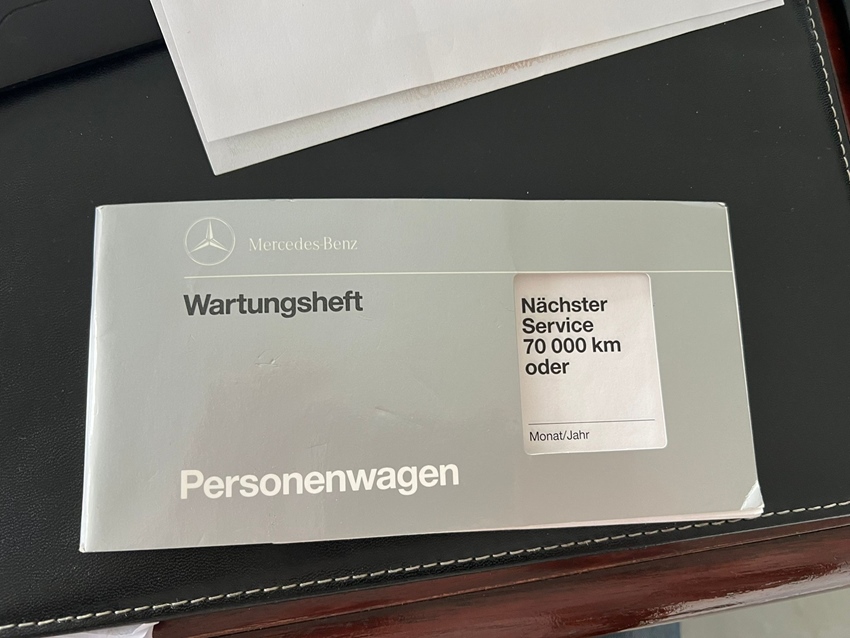 Mercedes-Benz
Wartungsheft
Nächster
Service
70 000 km
oder
Monat/Jahr
Personenwagen